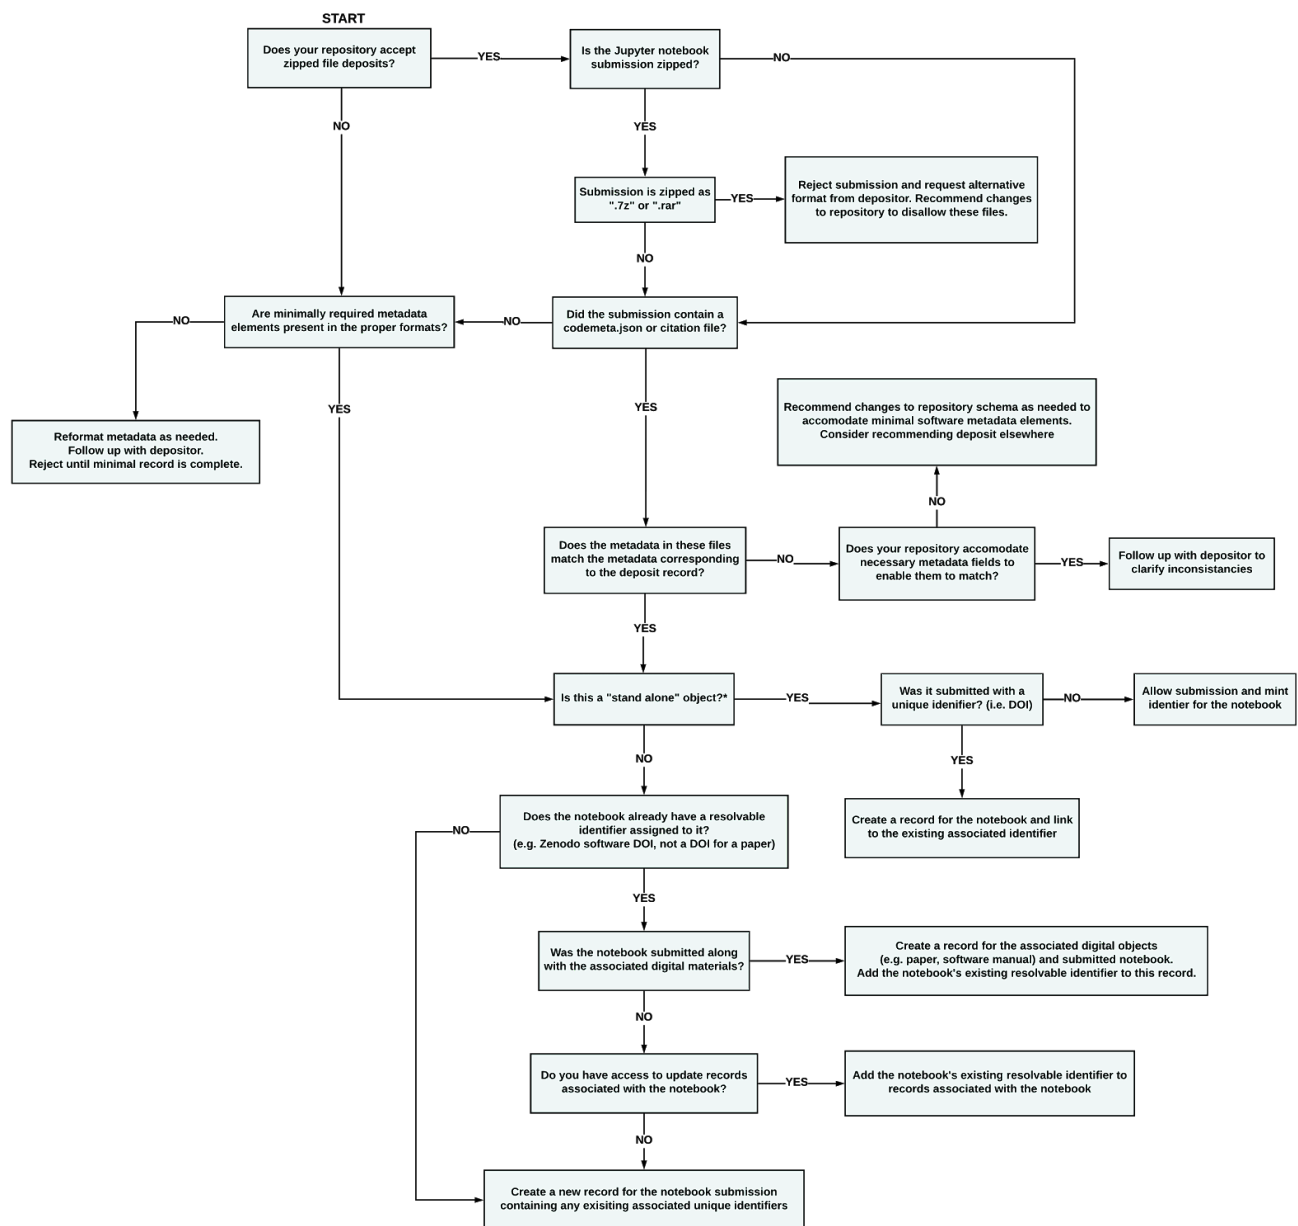 START
Does your repository accept
zipped file deposits?
YES
Is the Jupyter notebook
submission zipped?
NO
NO
YES
Submission is zipped as
".7z" or ".rar"
YES
Reject submission and request alternative
format from depositor. Recommend changes
to repository to disallow these files.
NO
NO
Are minimally required metadata
elements present in the proper formats?
NO
Did the submission contain a
codemeta.json or citation file?
YES
YES
Recommend changes to repository schema as needed to
accomodate minimal software metadata elements.
Consider recommending deposit elsewhere
Reformat metadata as needed.
Follow up with depositor.
Reject until minimal record is complete.
NO
Does the metadata in these files
match the metadata corresponding
to the deposit record?
NO
Does your repository accomodate
necessary metadata fields to
enable them to match?
YES
Follow up with depositor to
clarify inconsistancies
YES
Is this a "stand alone" object?*
YES
Was it submitted with a
unique idenifier? (i.e. DOI)
NO
Allow submission and mint
identier for the notebook
NO
YES
Does the notebook already have a resolvable
identifier assigned to it?
(e.g. Zenodo software DOI, not a DOI for a paper)
NO
Create a record for the notebook and link
to the existing associated identifier
YES
Was the notebook submitted along
with the associated digital materials?
YES
Create a record for the associated digital objects
(e.g. paper, software manual) and submitted notebook.
Add the notebook's existing resolvable identifier to this record.
NO
Do you have access to update records
associated with the notebook?
YES
Add the notebook's existing resolvable identifier to
records associated with the notebook
NO
Create a new record for the notebook submission
containing any exisiting associated unique identifiers